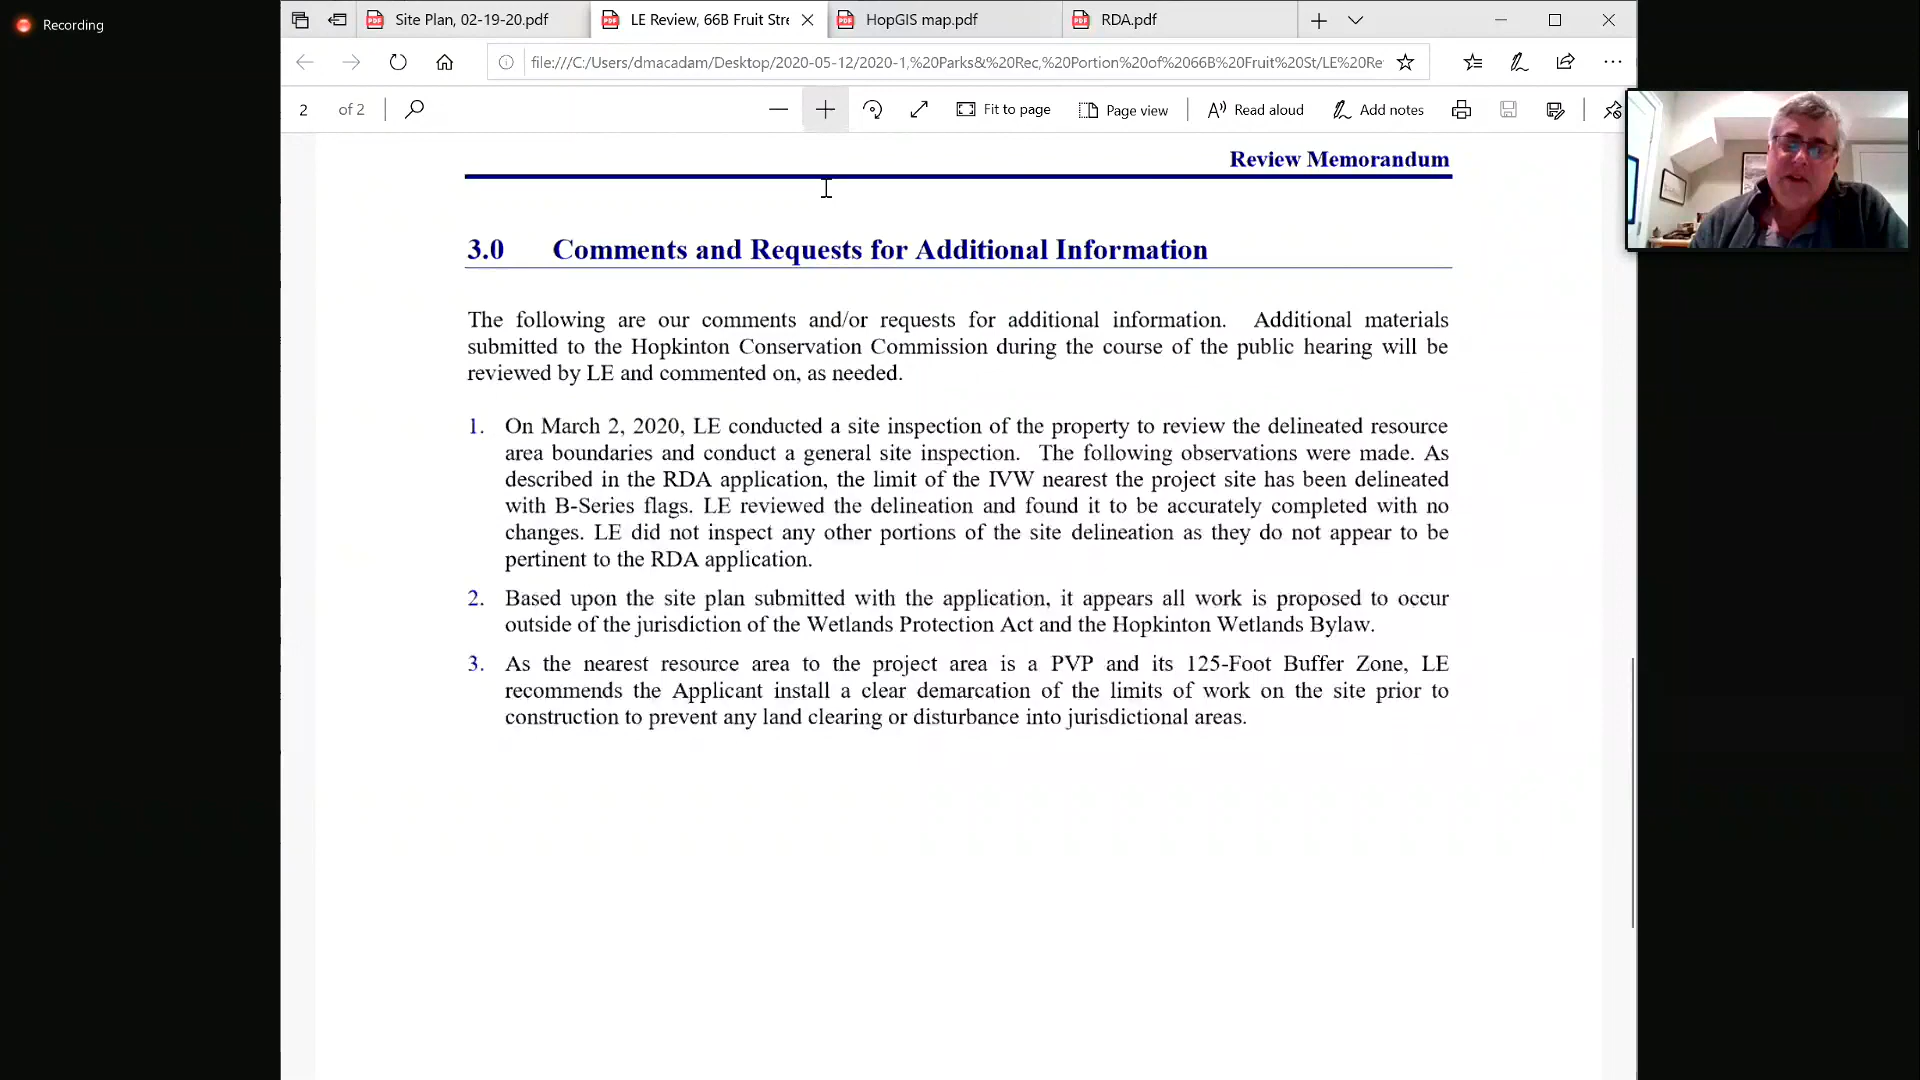 Recording
Site Plan, 02-19-20.pdf
LE Review, 66B Fruit Stre
HopGIS map.pdf
RDA.pdf
file:///C:/Users/dmacadam/Desktop/2020-05-12/2020-1,%20Parks&%20Rec,%20Portion%20of%2066B%20Fruit%20St/LE%20Re
2 of 2
Fit to page
Page view
Read aloud
Add notes
Review Memorandum
3.0 Comments and Requests for Additional Information
The following are our comments and/or requests for additional information. Additional materials
submitted to the Hopkinton Conservation Commission during the course of the public hearing will be
reviewed by LE and commented on, as needed.
1. On March 2, 2020, LE conducted a site inspection of the property to review the delineated resource
area boundaries and conduct a general site inspection. The following observations were made. As
described in the RDA application, the limit of the IVW nearest the project site has been delineated
with B-Series flags. LE reviewed the delineation and found it to be accurately completed with no
changes. LE did not inspect any other portions of the site delineation as they do not appear to be
pertinent to the RDA application.
2. Based upon the site plan submitted with the application, it appears all work is proposed to occur
outside of the jurisdiction of the Wetlands Protection Act and the Hopkinton Wetlands Bylaw.
3. As the nearest resource area to the project area is a PVP and its 125-Foot Buffer Zone, LE
recommends the Applicant install a clear demarcation of the limits of work on the site prior to
construction to prevent any land clearing or disturbance into jurisdictional areas.